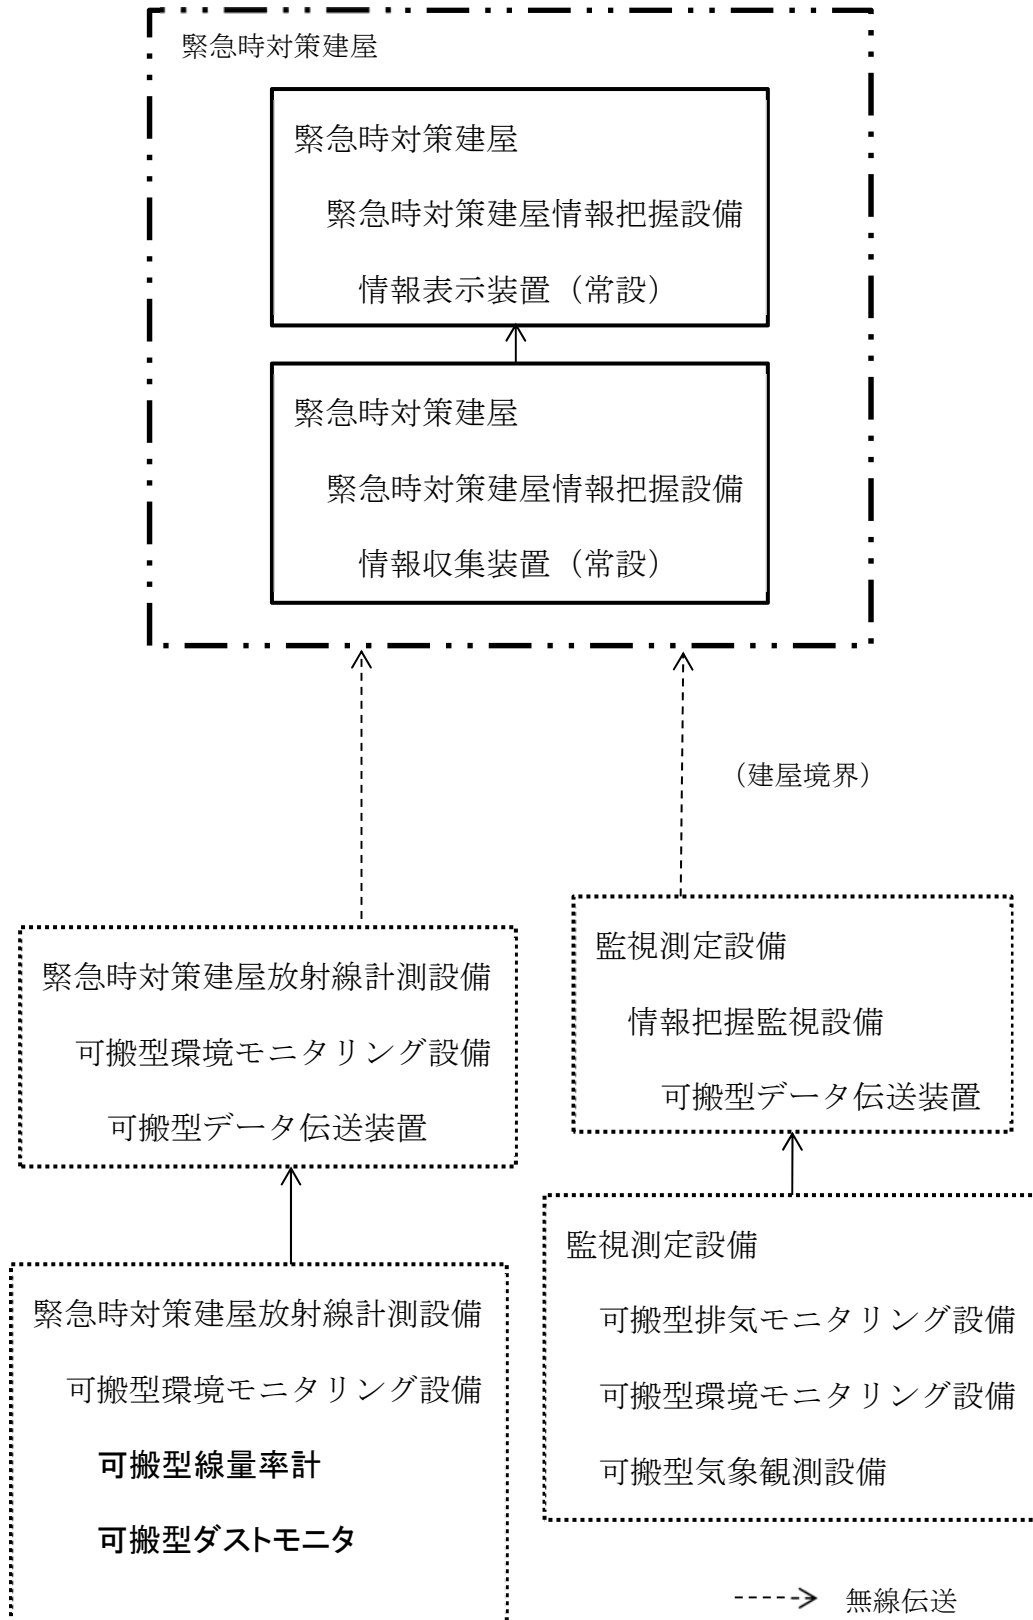 緊急時対策建屋
緊急時対策建屋
緊急時対策建屋情報把握設備
情報表示装置（常設）
緊急時対策建屋
緊急時対策建屋情報把握設備
情報収集装置（常設）
（建屋境界）
緊急時対策建屋放射線計測設備
可搬型環境モニタリング設備
可搬型データ伝送装置
監視測定設備
情報把握監視設備
可搬型データ伝送装置
緊急時対策建屋放射線計測設備
可搬型環境モニタリング設備
可搬型線量率計
可搬型ダストモニタ
監視測定設備
可搬型排気モニタリング設備
可搬型環境モニタリング設備
可搬型気象観測設備
無線伝送